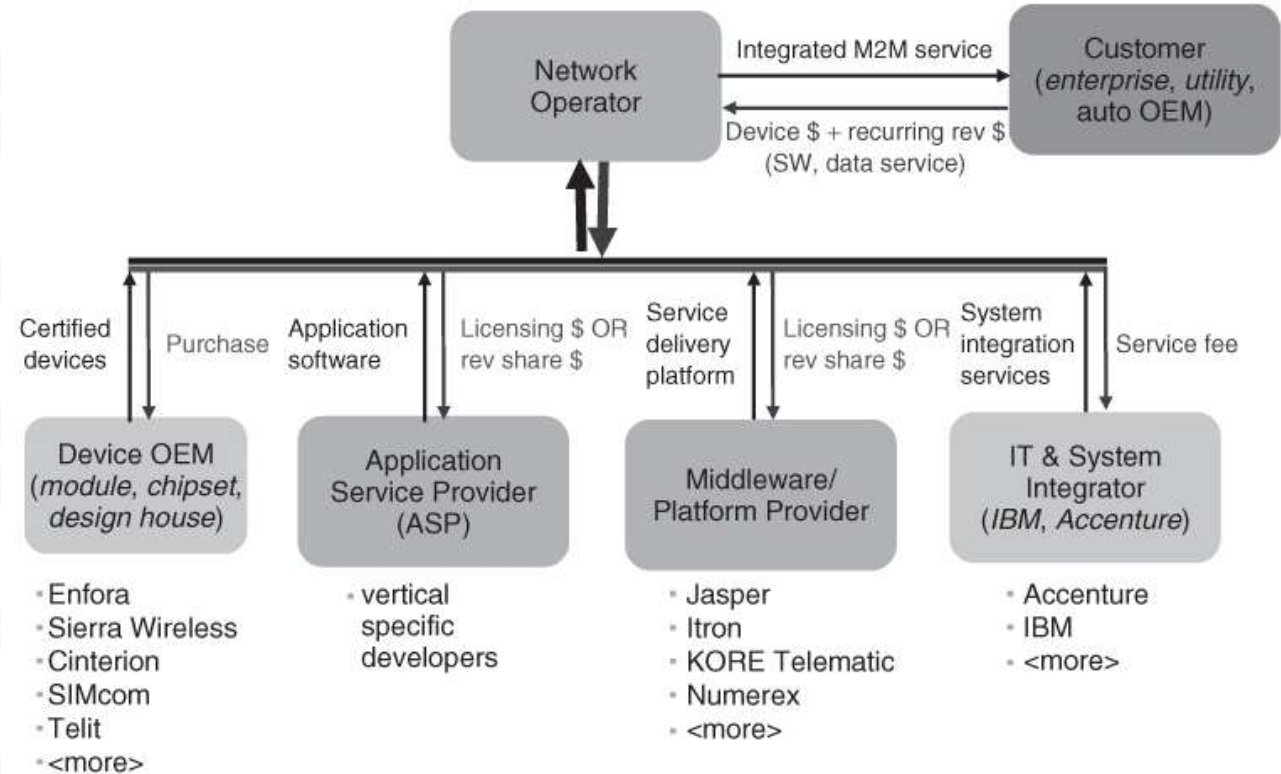 Network
Operator
Integrated M2M service
Device $ + recurring rev $
(SW, data service)
Customer
(enterprise, utility,
auto OEM)
Certified
devices
Purchase
Application
software
Licensing $ OR
rev share $
Service
delivery
platform
Licensing $ OR
rev share $
System
integration
services
Service fee
Device OEM
(module, chipset,
design house)
Application
Service Provider
(ASP)
Middleware/
Platform Provider
IT & System
Integrator
(IBM, Accenture)
Enfora
Sierra Wireless
Cinterion
SIMcom
Telit
<more>
vertical
specific
developers
Jasper
Itron
KORE Telematic
Numerex
<more>
Accenture
IBM
<more>